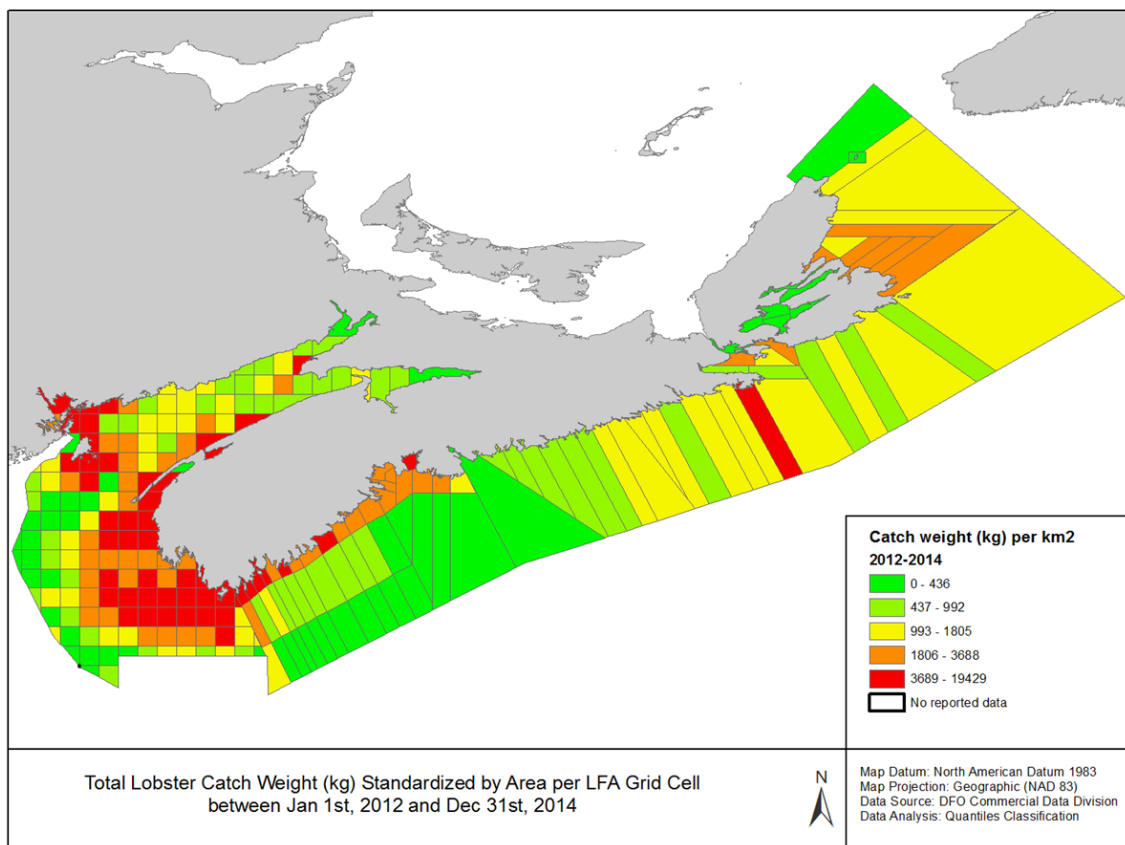 Catch weight (kg) per km2
2012-2014
0 - 436
437 - 992
993 - 1805
1806 - 3688
3689 - 19429
No reported data
Total Lobster Catch Weight (kg) Standardized by Area per LFA Grid Cell
between Jan 1st, 2012 and Dec 31st, 2014
N
Map Datum: North American Datum 1983
Map Projection: Geographic (NAD 83)
Data Source: DFO Commercial Data Division
Data Analysis: Quantiles Classification